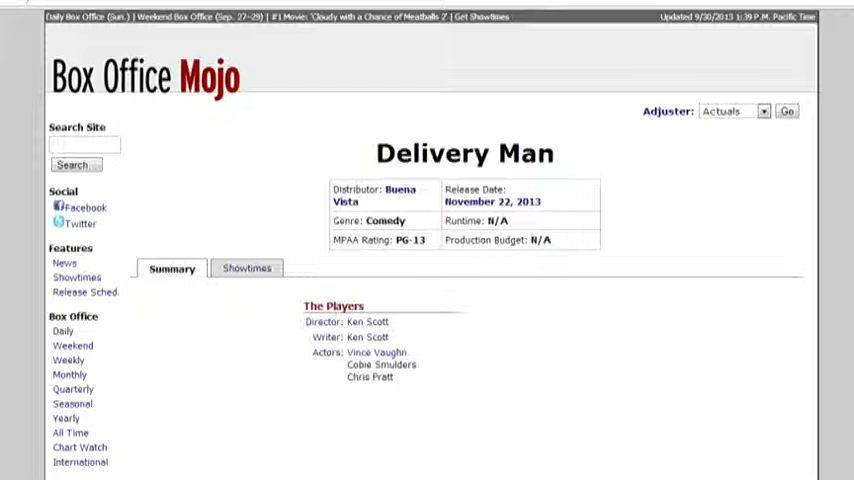 Daily Box Office (Sun.) | Weekend Box Office (Sep. 27–29) | #1 Movie: 'Cloudy with a Chance of Meatballs 2' | Get Showtimes
Updated 9/30/2013 1:39 P.M. Pacific Time
Box Office Mojo
Adjuster: Actuals Go
Search Site
Search...
Delivery Man
Distributor: Buena Vista
Release Date: November 22, 2013
Genre: Comedy
Runtime: N/A
MPAA Rating: PG-13
Production Budget: N/A
Social
Facebook
Twitter
Features
News
Showtimes
Release Sched.
Box Office
Daily
Weekend
Weekly
Monthly
Quarterly
Seasonal
Yearly
All Time
Chart Watch
International
Summary
Showtimes
The Players
Director: Ken Scott
Writer: Ken Scott
Actors: Vince Vaughn
Cobie Smulders
Chris Pratt